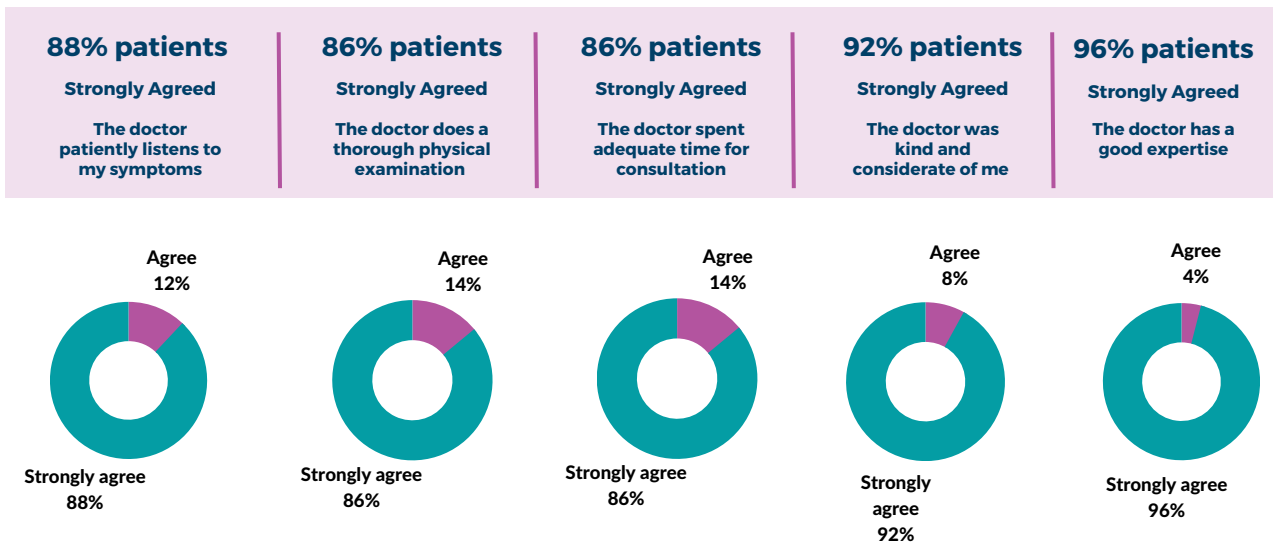 88% patients
Strongly Agreed
The doctor
patiently listens to
my symptoms
86% patients
Strongly Agreed
The doctor does a
thorough physical
examination
86% patients
Strongly Agreed
The doctor spent
adequate time for
consultation
92% patients
Strongly Agreed
The doctor was
kind and
considerate of me
96% patients
Strongly Agreed
The doctor has a
good expertise
Agree
12%
Strongly agree
88%
Agree
14%
Strongly agree
86%
Agree
14%
Strongly agree
86%
Agree
8%
Strongly
agree
92%
Agree
4%
Strongly agree
96%